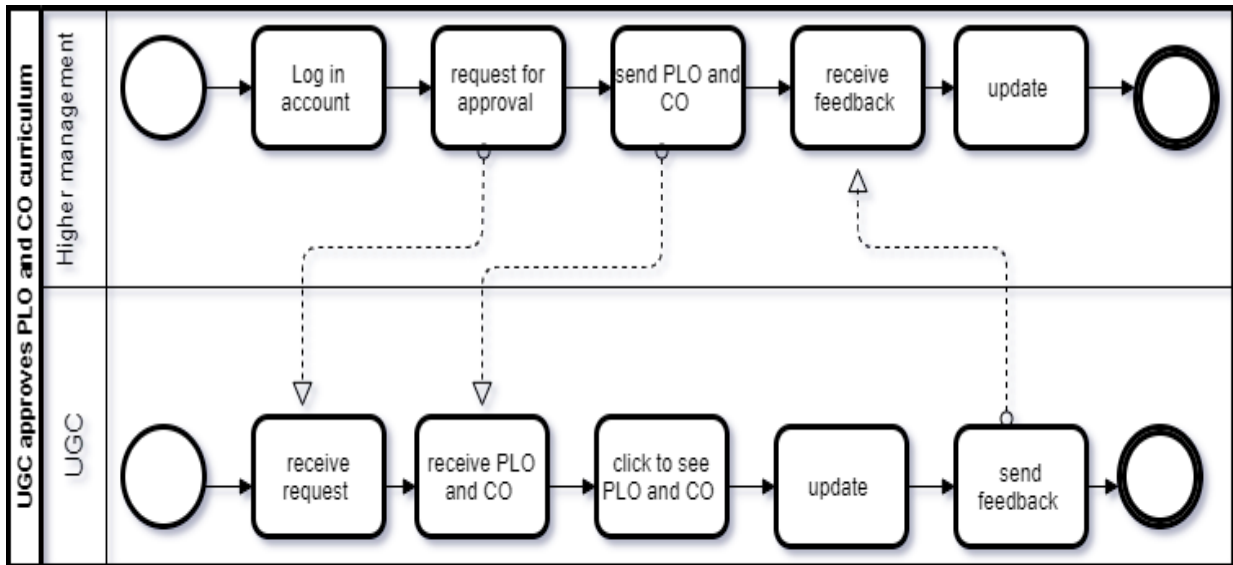 UGC approves PLO and CO curriculum
Higher management
Log in
account
request for
approval
send PLO and
CO
receive
feedback
update
UGC
receive
request
receive PLO
and CO
click to see
PLO and CO
update
send
feedback